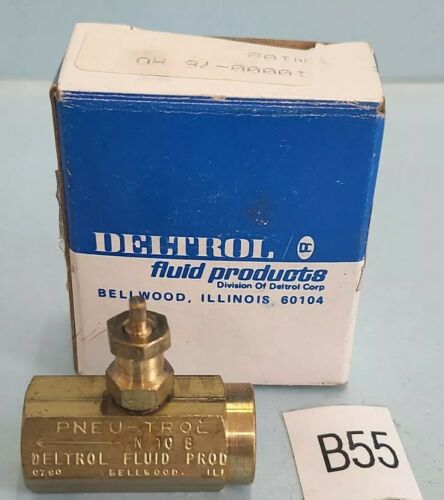 DELTROL / DC
fluid products
Division Of Deltrol Corp
BELLWOOD, ILLINOIS 60104
PNEU-TROL
N 10 B
DELTROL FLUID PROD
BELLWOOD, ILL
B55